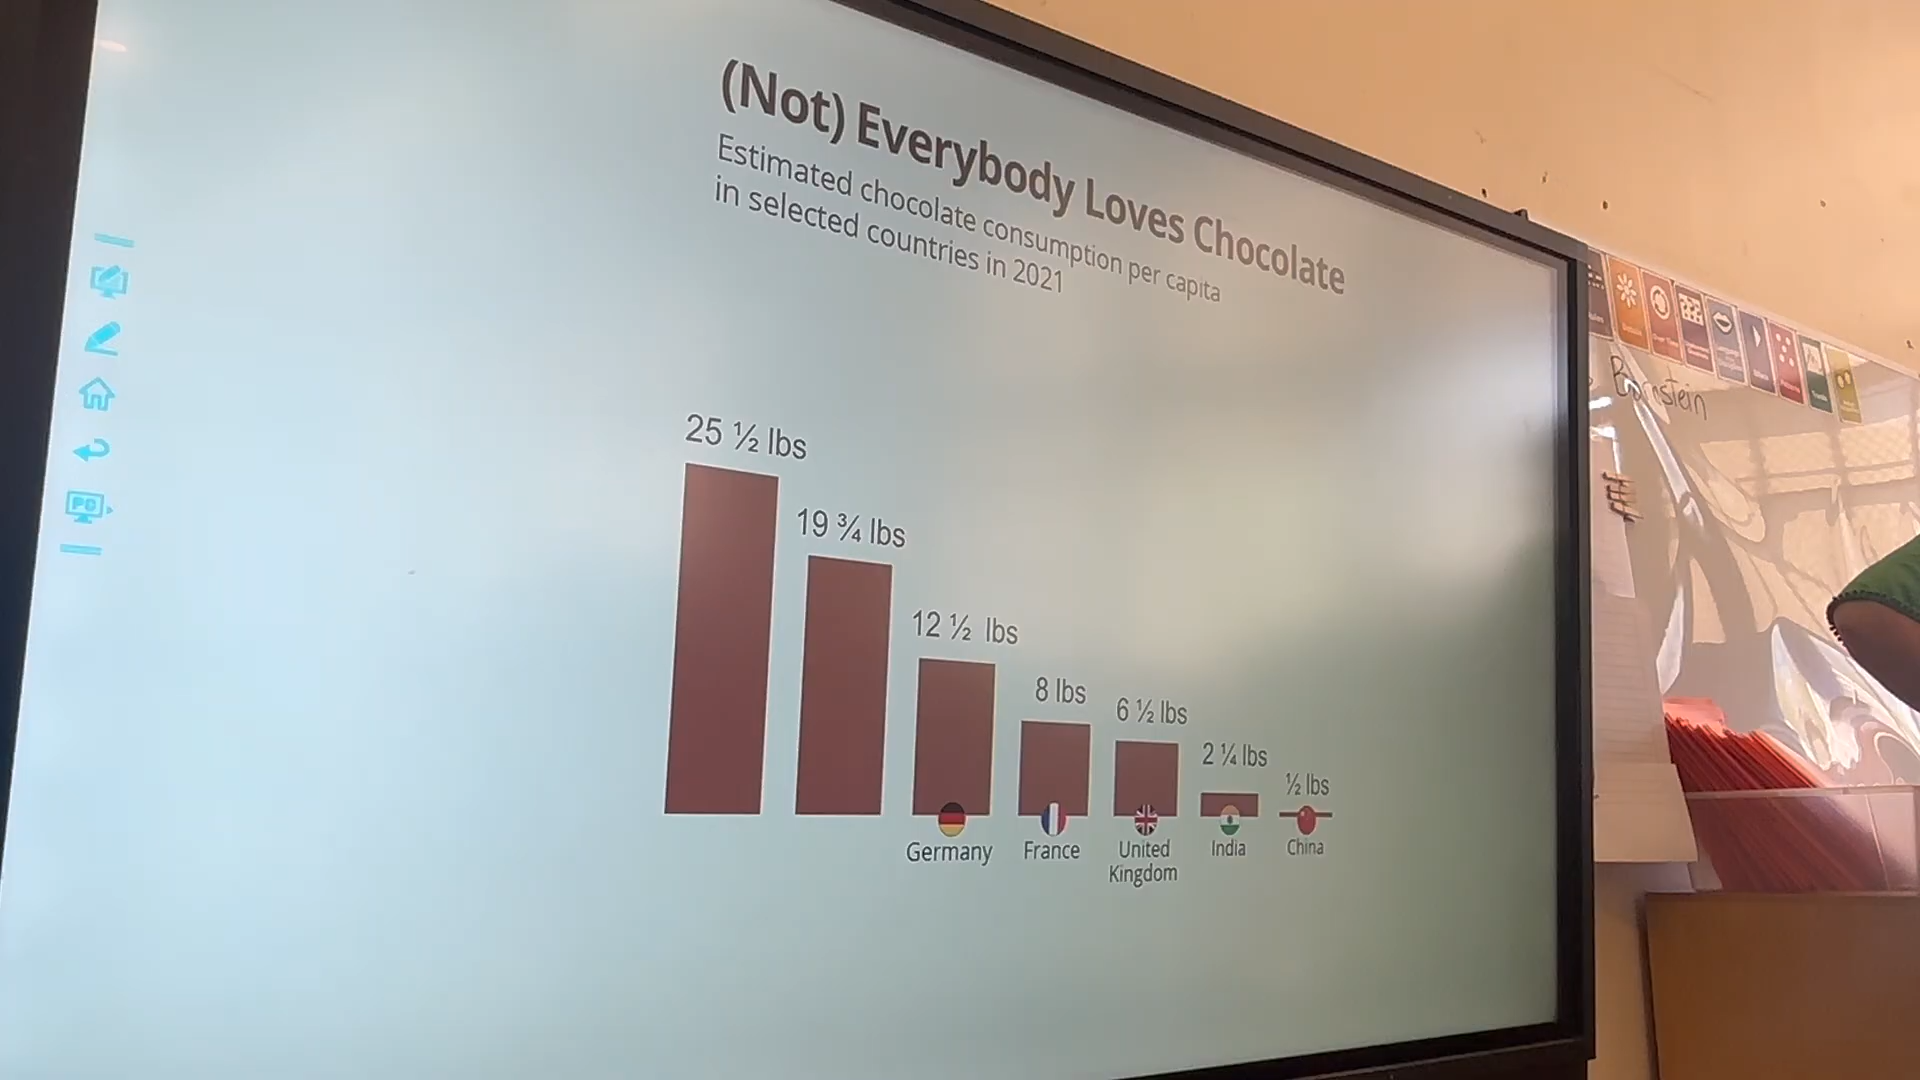 (Not) Everybody Loves Chocolate
Estimated chocolate consumption per capita
in selected countries in 2021
25 ½ lbs
19 ¾ lbs
12 ½ lbs
8 lbs
6 ½ lbs
2 ¼ lbs
½ lbs
Germany
France
United
Kingdom
India
China